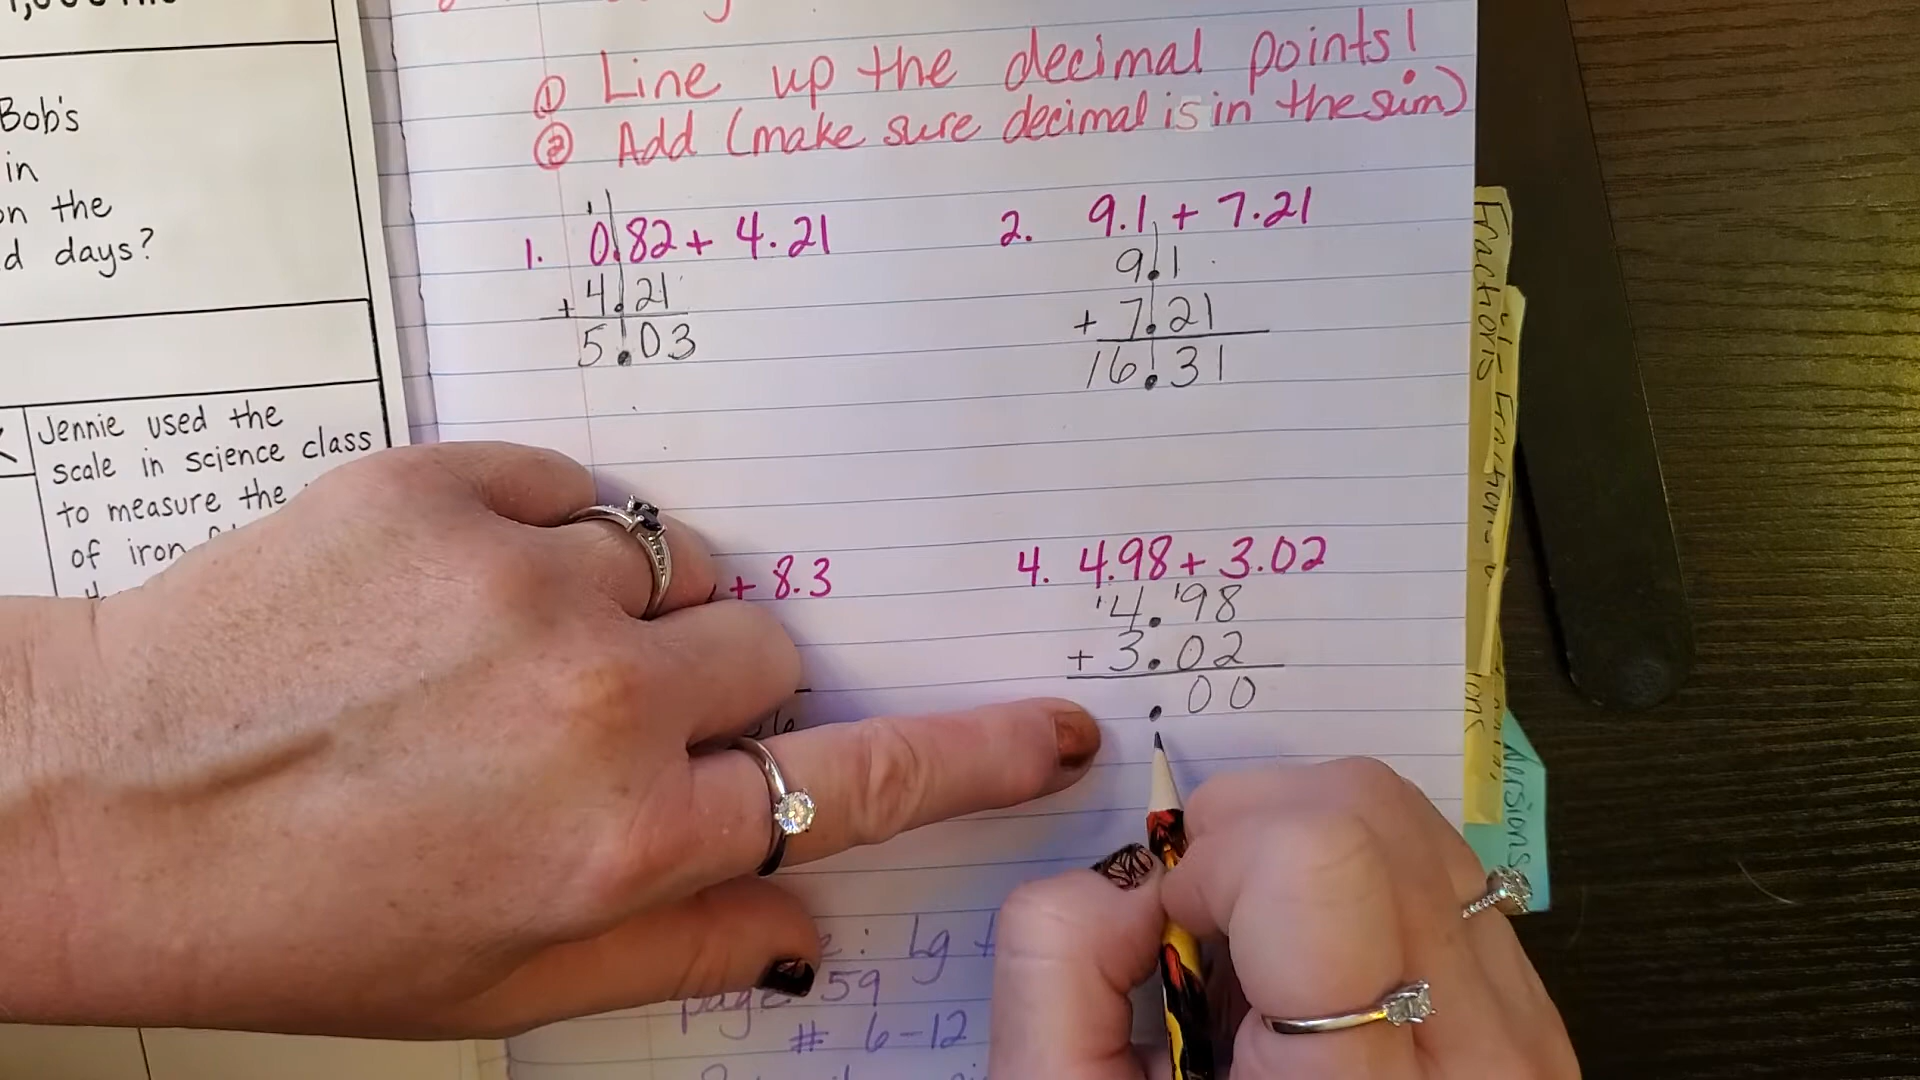 Bob's
in
on the
d days?
Jennie used the
scale in science class
to measure the
of iron
① Line up the decimal points!
② Add (make sure decimal is in the sum)
1. 0.82 + 4.21
+ 4.21
5.03
2. 9.1 + 7.21
9.1
+ 7.21
16.31
+ 8.3
4. 4.98 + 3.02
4.98
+ 3.02
.00
: Lg
page 59
# 6-12
Fractions